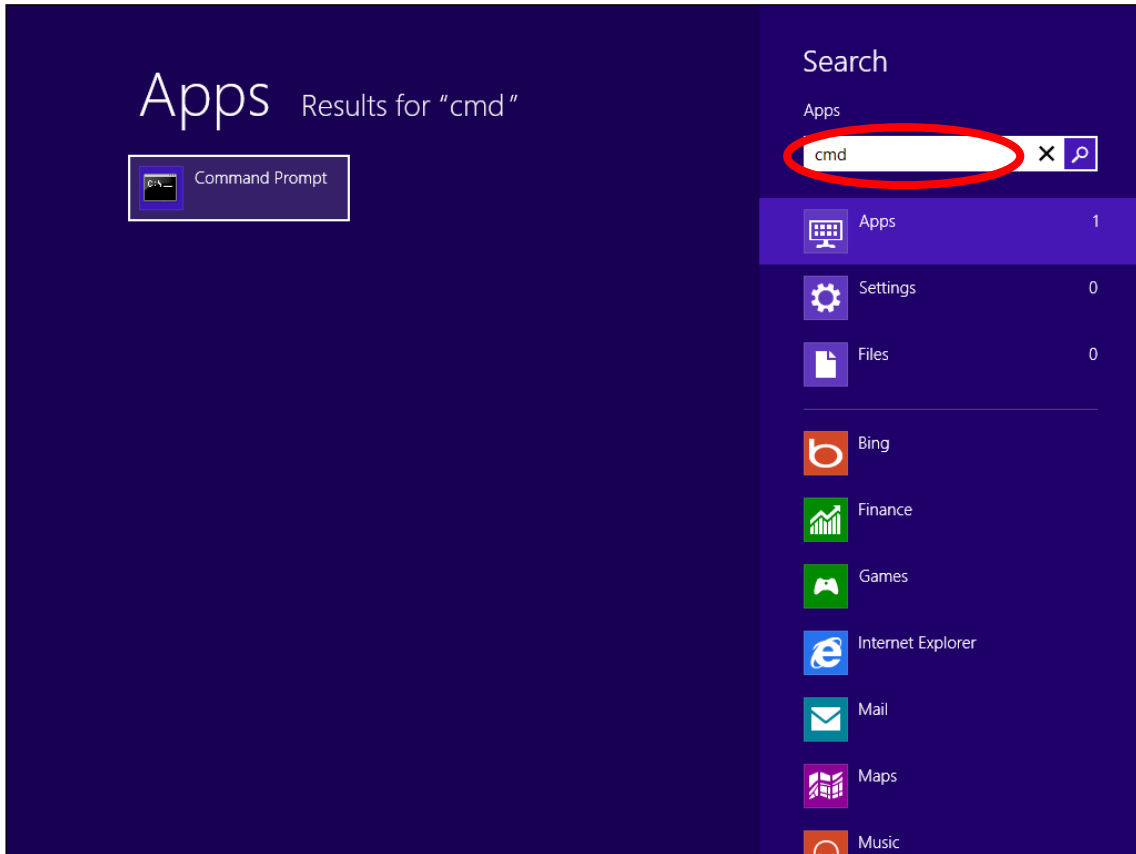 Apps Results for “cmd”
C:\_
Command Prompt
Search
Apps
cmd
Apps 1
Settings 0
Files 0
Bing
Finance
Games
Internet Explorer
Mail
Maps
Music